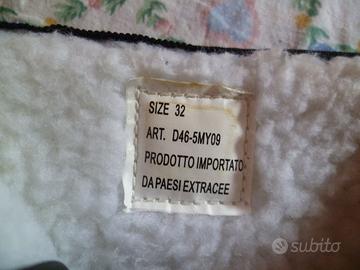 SIZE 32
ART. D46-5MY09
PRODOTTO IMPORTATO
DA PAESI EXTRACEE
subito